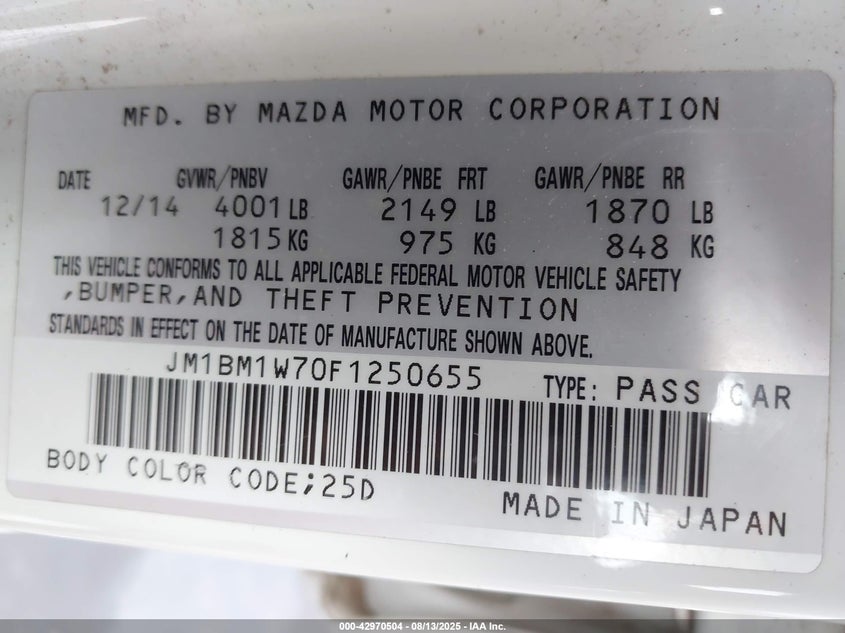 MFD. BY MAZDA MOTOR CORPORATION
DATE GVWR/PNBV GAWR/PNBE FRT GAWR/PNBE RR
12/14 4001 LB 2149 LB 1870 LB
1815 KG 975 KG 848 KG
THIS VEHICLE CONFORMS TO ALL APPLICABLE FEDERAL MOTOR VEHICLE SAFETY
,BUMPER,AND THEFT PREVENTION
STANDARDS IN EFFECT ON THE DATE OF MANUFACTURE SHOWN ABOVE.
JM1BM1W70F1250655 TYPE: PASS CAR
BODY COLOR CODE;25D
MADE IN JAPAN
000-42970504 - 08/13/2025 - IAA Inc.